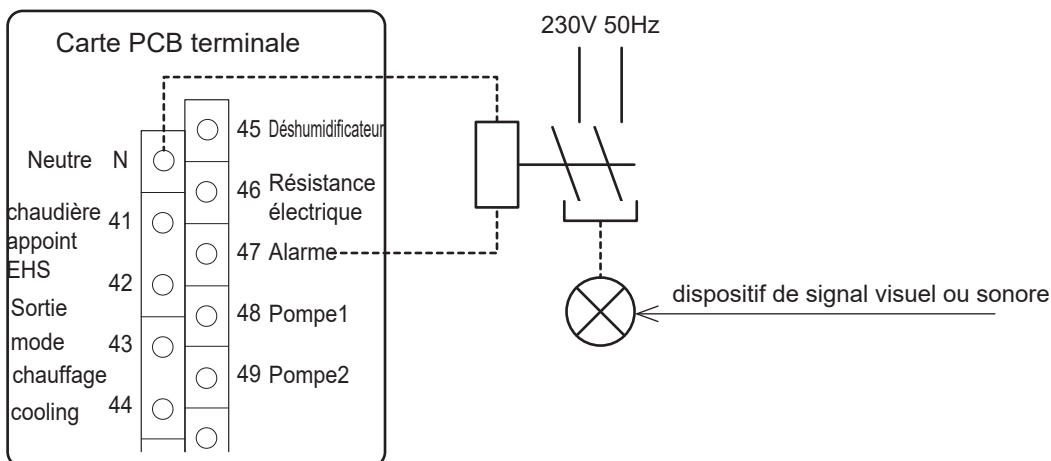 230V 50Hz
Carte PCB terminale
Neutre N
chaudière
appoint
EHS
41
42
Sortie
mode
chauffage
cooling
43
44
45 Déshumidificateur
46 Résistance
électrique
47 Alarme
48 Pompe1
49 Pompe2
dispositif de signal visuel ou sonore